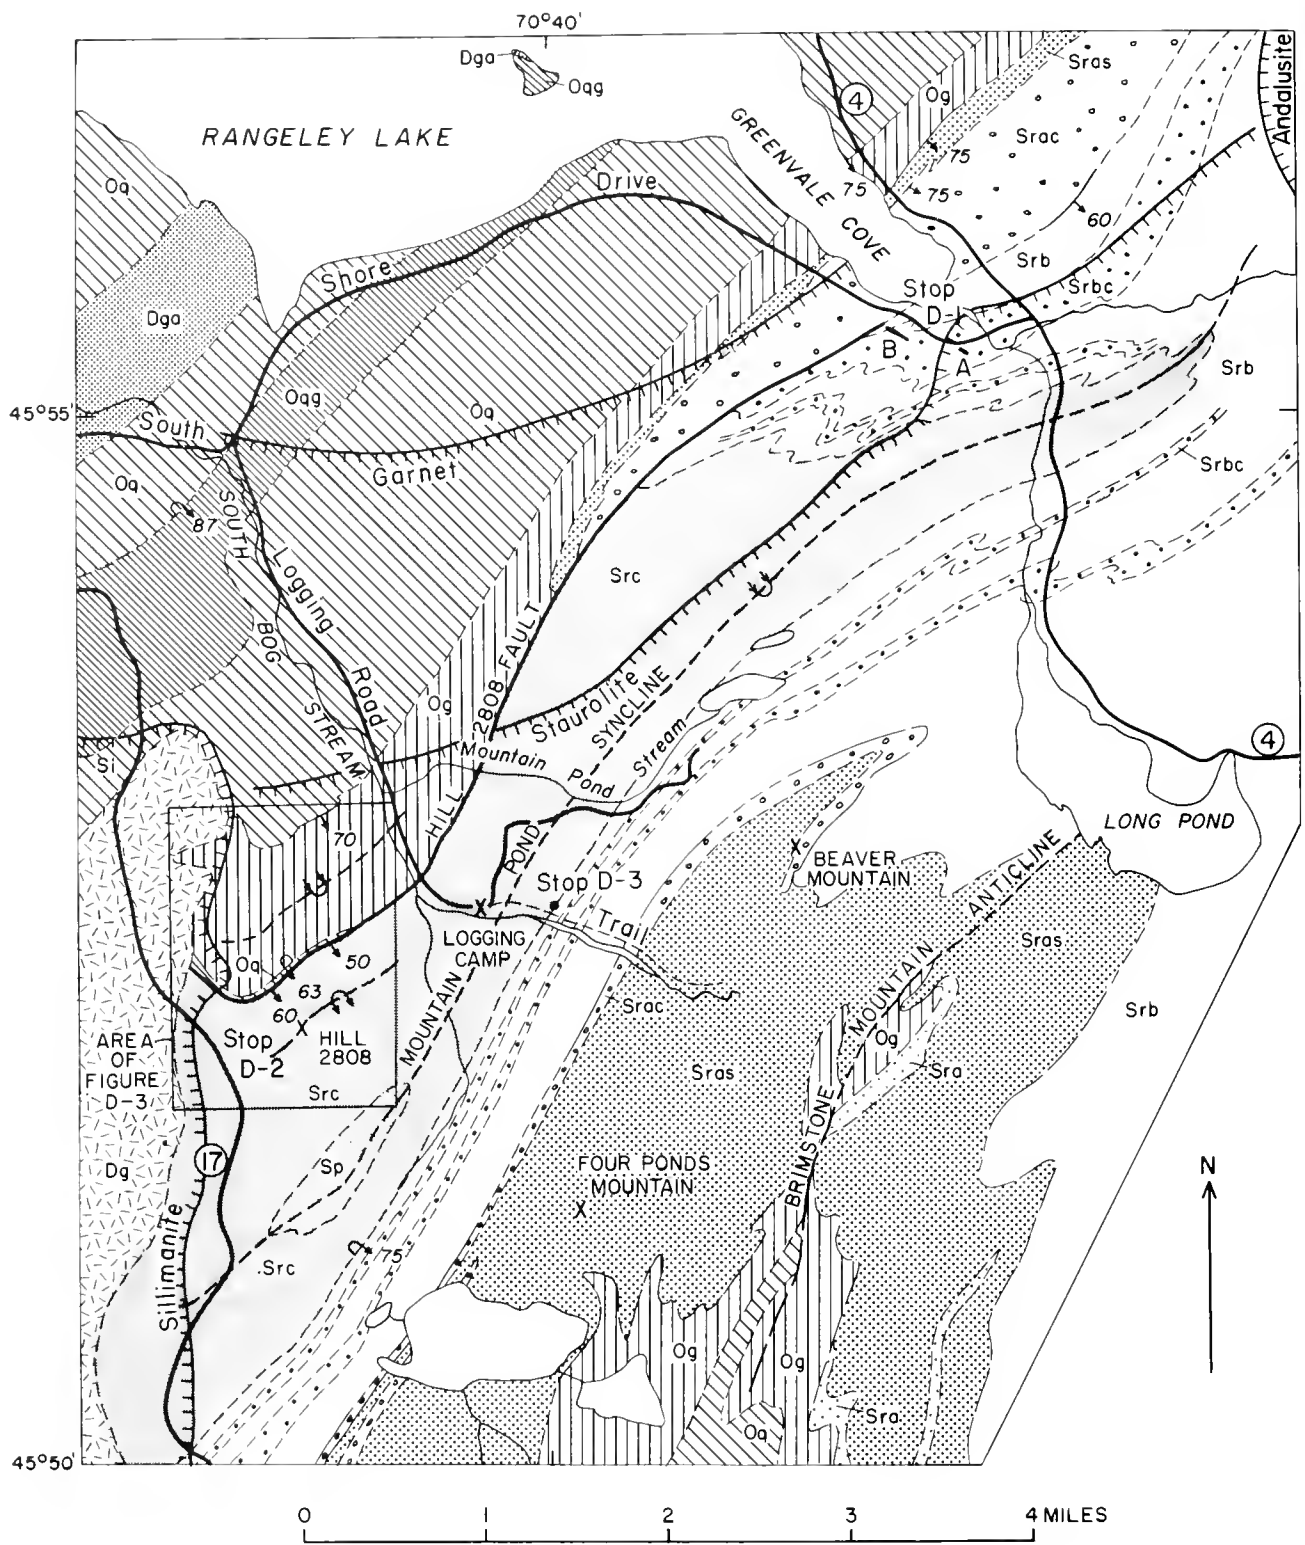 70°40'
Dga
Oqg
Sras
4
Og
Andalusite
RANGELEY LAKE
GREENVALE
COVE
Srac
75
75
75
Oq
Drive
60
Shore
Srb
Stop
D-1
Srbc
Dga
B
A
Srb
45°55'
Oqg
Oq
South
Garnet
Srbc
Oq
87
SOUTH
BOG
STREAM
Logging
Road
Src
HILL 2808 FAULT
Og
Staurolite
SYNCLINE
Mountain
Pond
Stream
Si
4
LONG POND
70
POND
BEAVER
MOUNTAIN
Stop D-3
ANTICLINE
Trail
LOGGING
CAMP
Sras
Oq
50
63
60
MOUNTAIN
MOUNTAIN
Srac
Srb
AREA
OF
FIGURE
D-3
Stop
D-2
HILL
2808
Og
Sras
Sra
Src
BRIMSTONE
Dg
17
Sp
FOUR PONDS
MOUNTAIN
N
Sillimanite
75
Src
Og
Og
Sra
Oq
45°50'
0 1 2 3 4 MILES